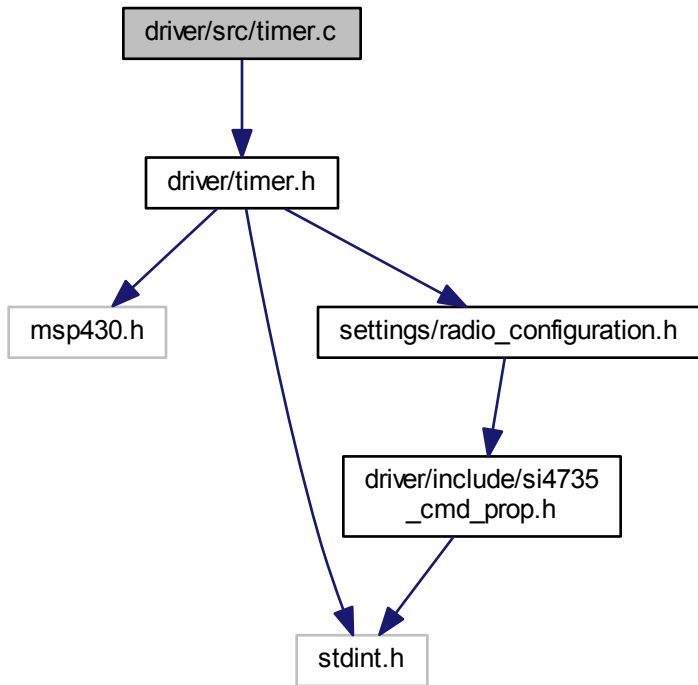 driver/src/timer.c
driver/timer.h
msp430.h
settings/radio_configuration.h
driver/include/si4735
_cmd_prop.h
stdint.h